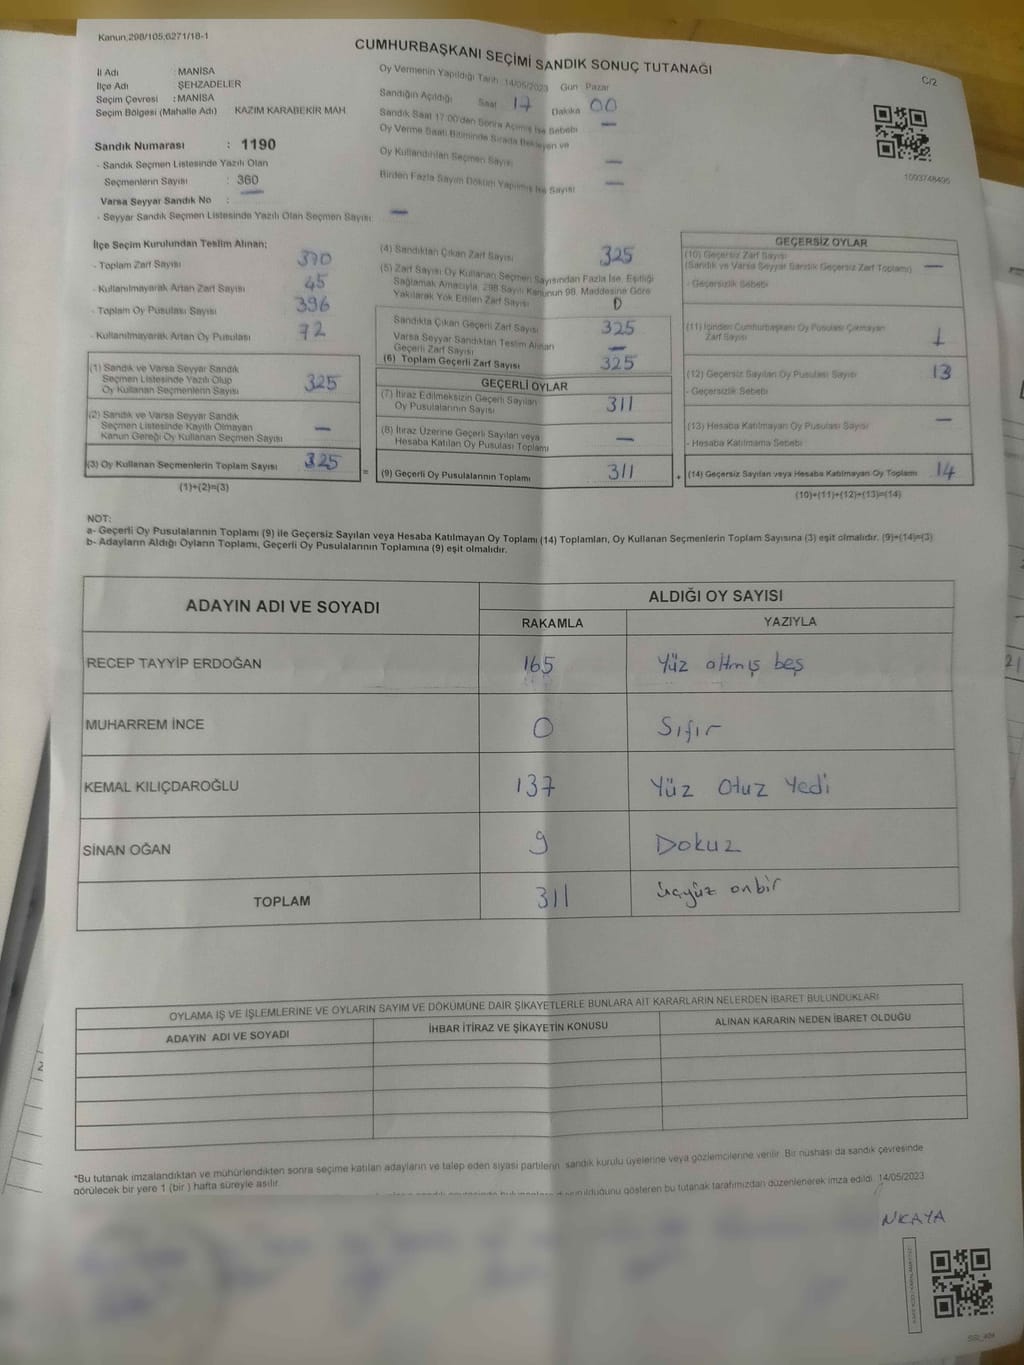 Kanun,298/105;6271/18-1
CUMHURBAŞKANI SEÇİMİ SANDIK SONUÇ TUTANAĞI
C/2
İl Adı : MANİSA
İlçe Adı : ŞEHZADELER
Seçim Çevresi : MANİSA
Seçim Bölgesi (Mahalle Adı) KAZIM KARABEKİR MAH.
Oy Vermenin Yapıldığı Tarih: 14/05/2023 Gün Pazar
Sandığın Açıldığı Saat 17 Dakika 00
Sandık Saat 17:00'den Sonra Açılmış İse Sebebi —
Oy Verme Saati Bitiminde Sırada Bekleyen ve
Oy Kullandırılan Seçmen Sayısı —
Birden Fazla Sayım Döküm Yapılmış İse Sayısı —
1093748495
Sandık Numarası : 1190
- Sandık Seçmen Listesinde Yazılı Olan
Seçmenlerin Sayısı : 360
Varsa Seyyar Sandık No : —
- Seyyar Sandık Seçmen Listesinde Yazılı Olan Seçmen Sayısı: —
İlçe Seçim Kurulundan Teslim Alınan;
- Toplam Zarf Sayısı 370
- Kullanılmayarak Artan Zarf Sayısı 45
- Toplam Oy Pusulası Sayısı 396
- Kullanılmayarak Artan Oy Pusulası 72
(1) Sandık ve Varsa Seyyar Sandık
Seçmen Listesinde Yazılı Olup
Oy Kullanan Seçmenlerin Sayısı 325
(2) Sandık ve Varsa Seyyar Sandık
Seçmen Listesinde Kayıtlı Olmayan
Kanun Gereği Oy Kullanan Seçmen Sayısı —
(3) Oy Kullanan Seçmenlerin Toplam Sayısı 325
(1)+(2)=(3)
(4) Sandıktan Çıkan Zarf Sayısı 325
(5) Zarf Sayısı Oy Kullanan Seçmen Sayısından Fazla İse, Eşitliği
Sağlamak Amacıyla, 298 Sayılı Kanunun 98. Maddesine Göre
Yakılarak Yok Edilen Zarf Sayısı 0
Sandıkta Çıkan Geçerli Zarf Sayısı 325
Varsa Seyyar Sandıktan Teslim Alınan
Geçerli Zarf Sayısı —
(6) Toplam Geçerli Zarf Sayısı 325
GEÇERLİ OYLAR
(7) İtiraz Edilmeksizin Geçerli Sayılan
Oy Pusulalarının Sayısı 311
(8) İtiraz Üzerine Geçerli Sayılan veya
Hesaba Katılan Oy Pusulası Toplamı —
= (9) Geçerli Oy Pusulalarının Toplamı 311
GEÇERSİZ OYLAR
(10) Geçersiz Zarf Sayısı
(Sandık ve Varsa Seyyar Sandık Geçersiz Zarf Toplamı) —
- Geçersizlik Sebebi
(11) İçinden Cumhurbaşkanı Oy Pusulası Çıkmayan
Zarf Sayısı 1
(12) Geçersiz Sayılan Oy Pusulası Sayısı 13
- Geçersizlik Sebebi
(13) Hesaba Katılmayan Oy Pusulası Sayısı —
- Hesaba Katılmama Sebebi
+ (14) Geçersiz Sayılan veya Hesaba Katılmayan Oy Toplamı 14
(10)+(11)+(12)+(13)=(14)
NOT:
a- Geçerli Oy Pusulalarının Toplamı (9) ile Geçersiz Sayılan veya Hesaba Katılmayan Oy Toplamı (14) Toplamları, Oy Kullanan Seçmenlerin Toplam Sayısına (3) eşit olmalıdır. (9)+(14)=(3)
b- Adayların Aldığı Oyların Toplamı, Geçerli Oy Pusulalarının Toplamına (9) eşit olmalıdır.
ADAYIN ADI VE SOYADI
ALDIĞI OY SAYISI
RAKAMLA YAZIYLA
RECEP TAYYİP ERDOĞAN 165 Yüz altmış beş
MUHARREM İNCE 0 Sıfır
KEMAL KILIÇDAROĞLU 137 Yüz Otuz Yedi
SİNAN OĞAN 9 Dokuz
TOPLAM 311 üçyüz onbir
OYLAMA İŞ VE İŞLEMLERİNE VE OYLARIN SAYIM VE DÖKÜMÜNE DAİR ŞİKAYETLERLE BUNLARA AİT KARARLARIN NELERDEN İBARET BULUNDUKLARI
ADAYIN ADI VE SOYADI İHBAR İTİRAZ VE ŞİKAYETİN KONUSU ALINAN KARARIN NEDEN İBARET OLDUĞU
*Bu tutanak imzalandıktan ve mühürlendikten sonra seçime katılan adayların ve talep eden siyasi partilerin sandık kurulu üyelerine veya gözlemcilerine verilir. Bir nüshası da sandık çevresinde
görülecek bir yere 1 (bir ) hafta süreyle asılır.
gösteren bu tutanak tarafımızdan düzenlenerek imza edildi. 14/05/2023
NKAYA